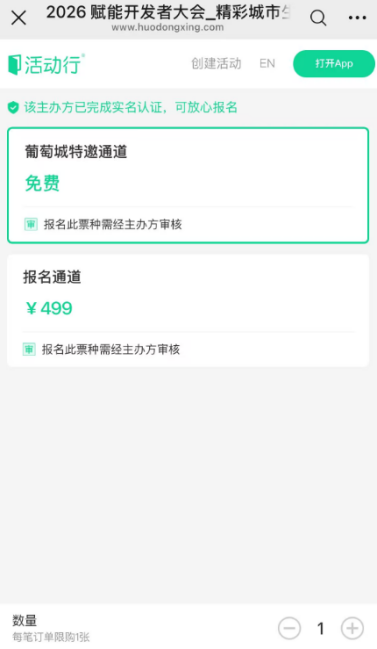 2026 赋能开发者大会_精彩城市
www.huodongxing.com
活动行
创建活动 EN 打开App
该主办方已完成实名认证，可放心报名
葡萄城特邀通道
免费
审 报名此票种需经主办方审核
报名通道
￥499
审 报名此票种需经主办方审核
数量
每笔订单限购1张
1